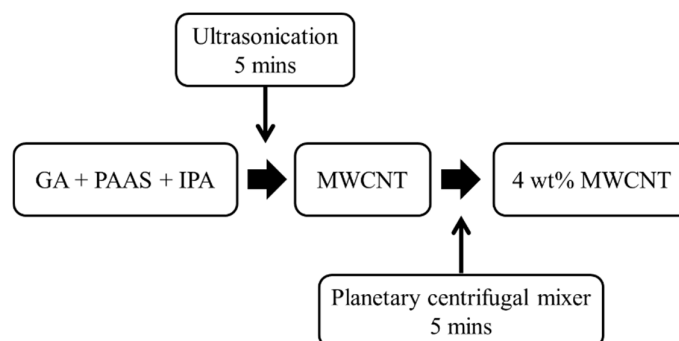 Ultrasonication
5 mins
GA + PAAS + IPA
MWCNT
4 wt% MWCNT
Planetary centrifugal mixer
5 mins